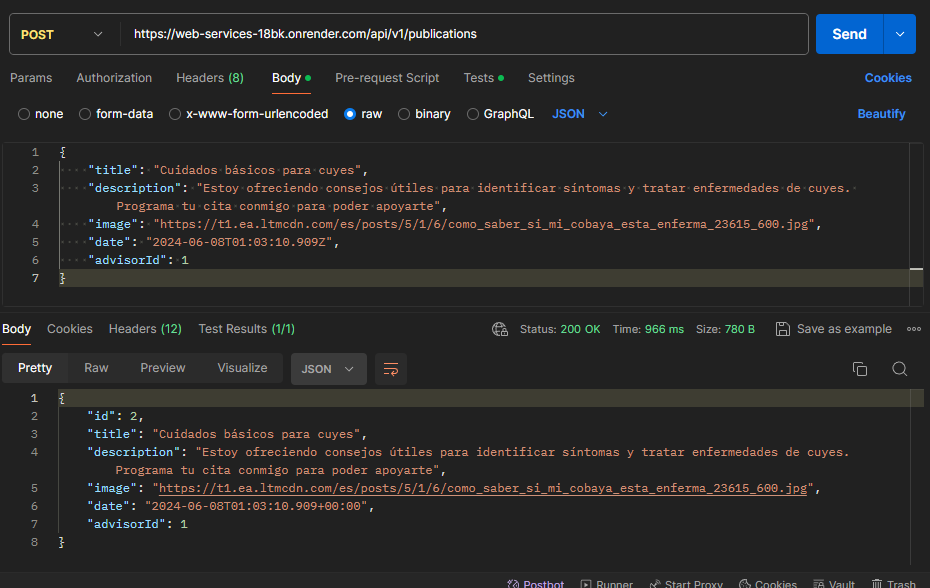 POST https://web-services-18bk.onrender.com/api/v1/publications Send
Params Authorization Headers (8) Body Pre-request Script Tests Settings Cookies
none form-data x-www-form-urlencoded raw binary GraphQL JSON Beautify
1 {
2 "title": "Cuidados básicos para cuyes",
3 "description": "Estoy ofreciendo consejos útiles para identificar síntomas y tratar enfermedades de cuyes.
Programa tu cita conmigo para poder apoyarte",
4 "image": "https://t1.ea.ltmcdn.com/es/posts/5/1/6/como_saber_si_mi_cobaya_esta_enferma_23615_600.jpg",
5 "date": "2024-06-08T01:03:10.909Z",
6 "advisorId": 1
7 }
Body Cookies Headers (12) Test Results (1/1) Status: 200 OK Time: 966 ms Size: 780 B Save as example
Pretty Raw Preview Visualize JSON
1 {
2 "id": 2,
3 "title": "Cuidados básicos para cuyes",
4 "description": "Estoy ofreciendo consejos útiles para identificar síntomas y tratar enfermedades de cuyes.
Programa tu cita conmigo para poder apoyarte",
5 "image": "https://t1.ea.ltmcdn.com/es/posts/5/1/6/como_saber_si_mi_cobaya_esta_enferma_23615_600.jpg",
6 "date": "2024-06-08T01:03:10.909+00:00",
7 "advisorId": 1
8 }
Postbot Runner Start Proxy Cookies Vault Trash